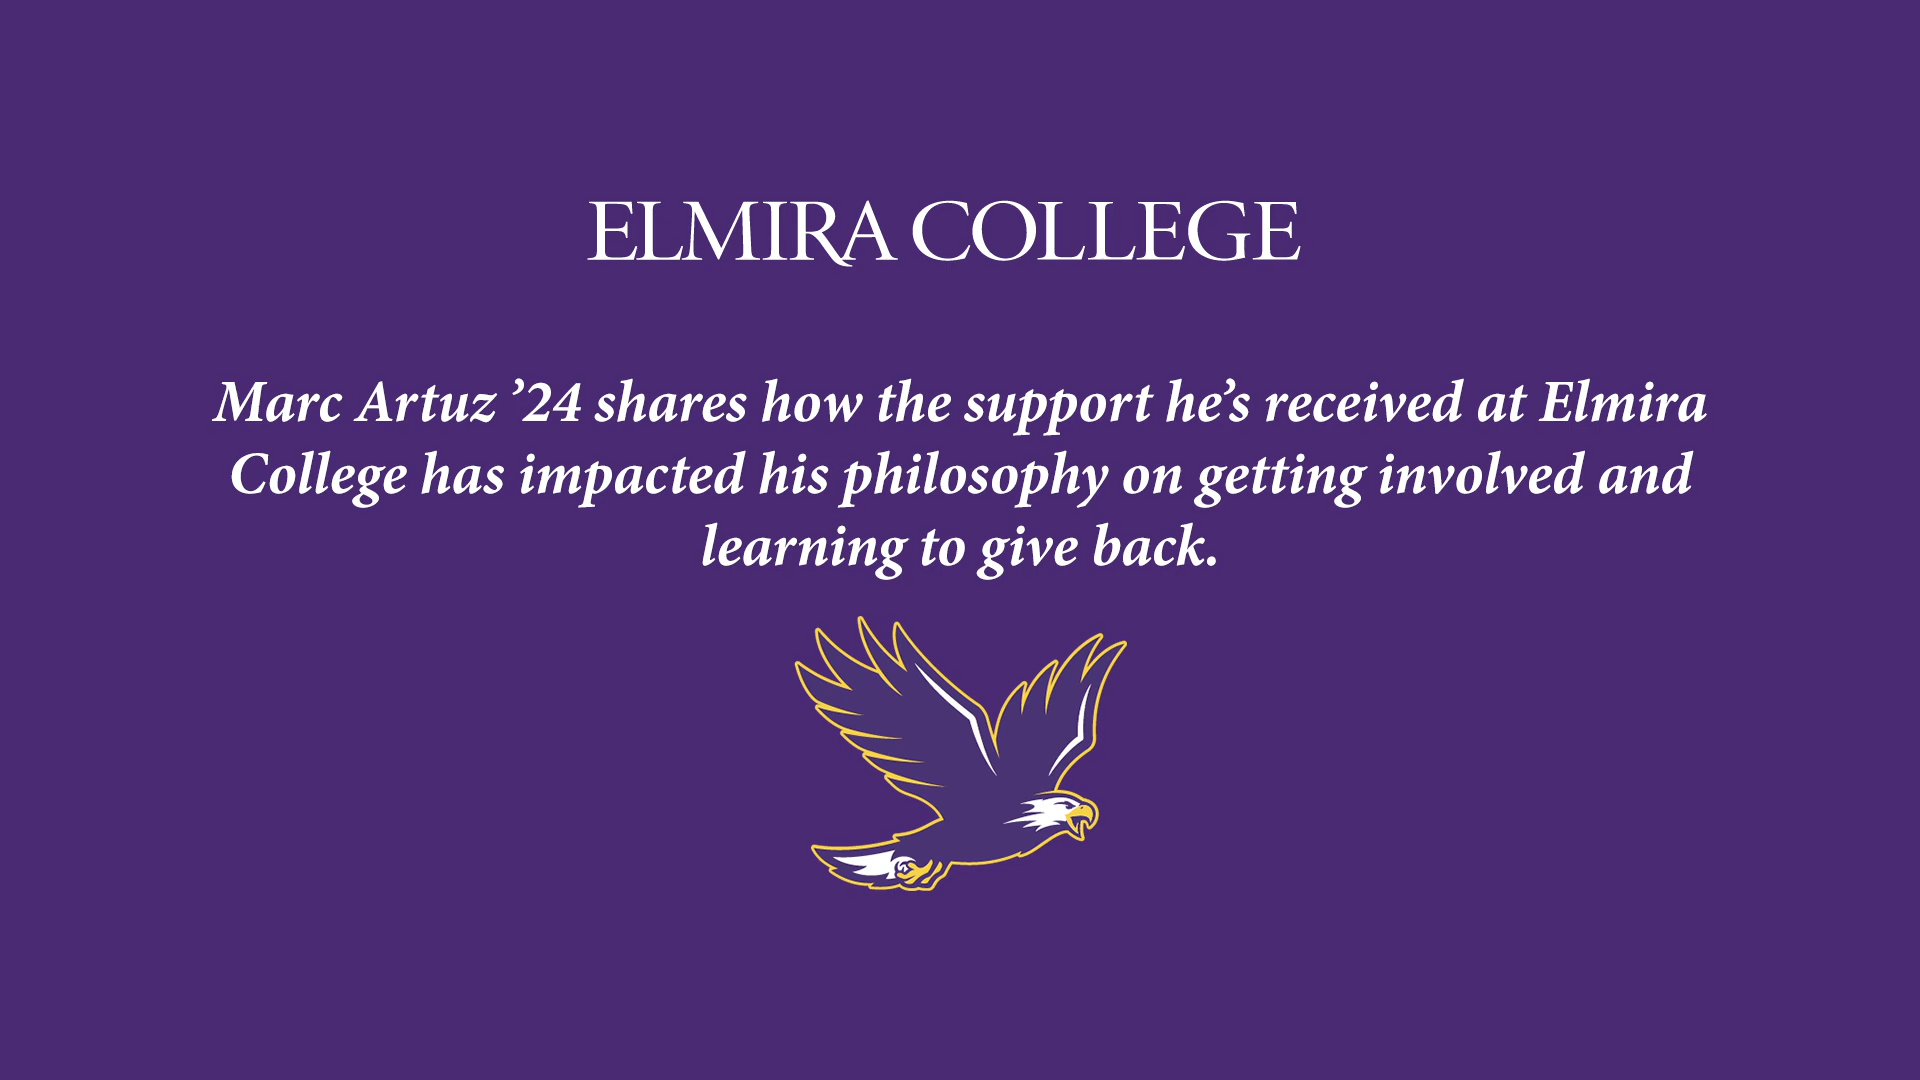 ELMIRA COLLEGE
Marc Artuz ’24 shares how the support he’s received at Elmira
College has impacted his philosophy on getting involved and
learning to give back.